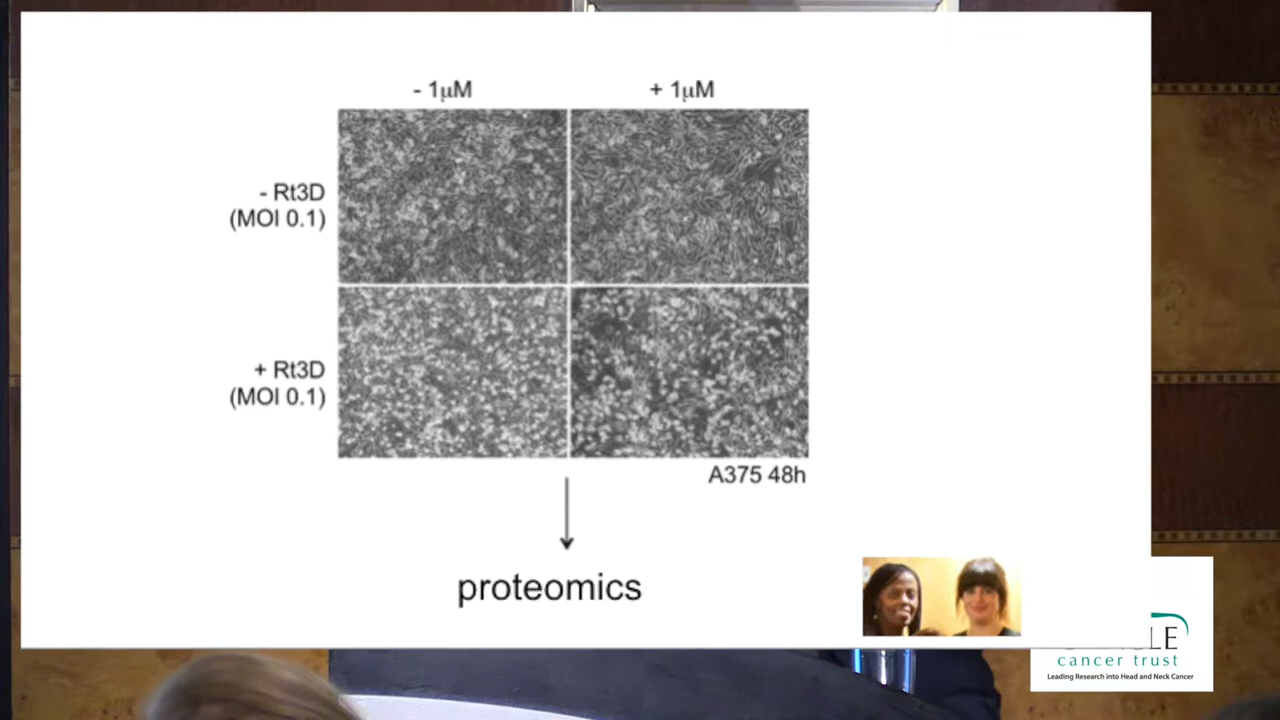 - 1µM
+ 1µM
- Rt3D
(MOI 0.1)
+ Rt3D
(MOI 0.1)
A375 48h
proteomics
cancer trust
Leading Research into Head and Neck Cancer